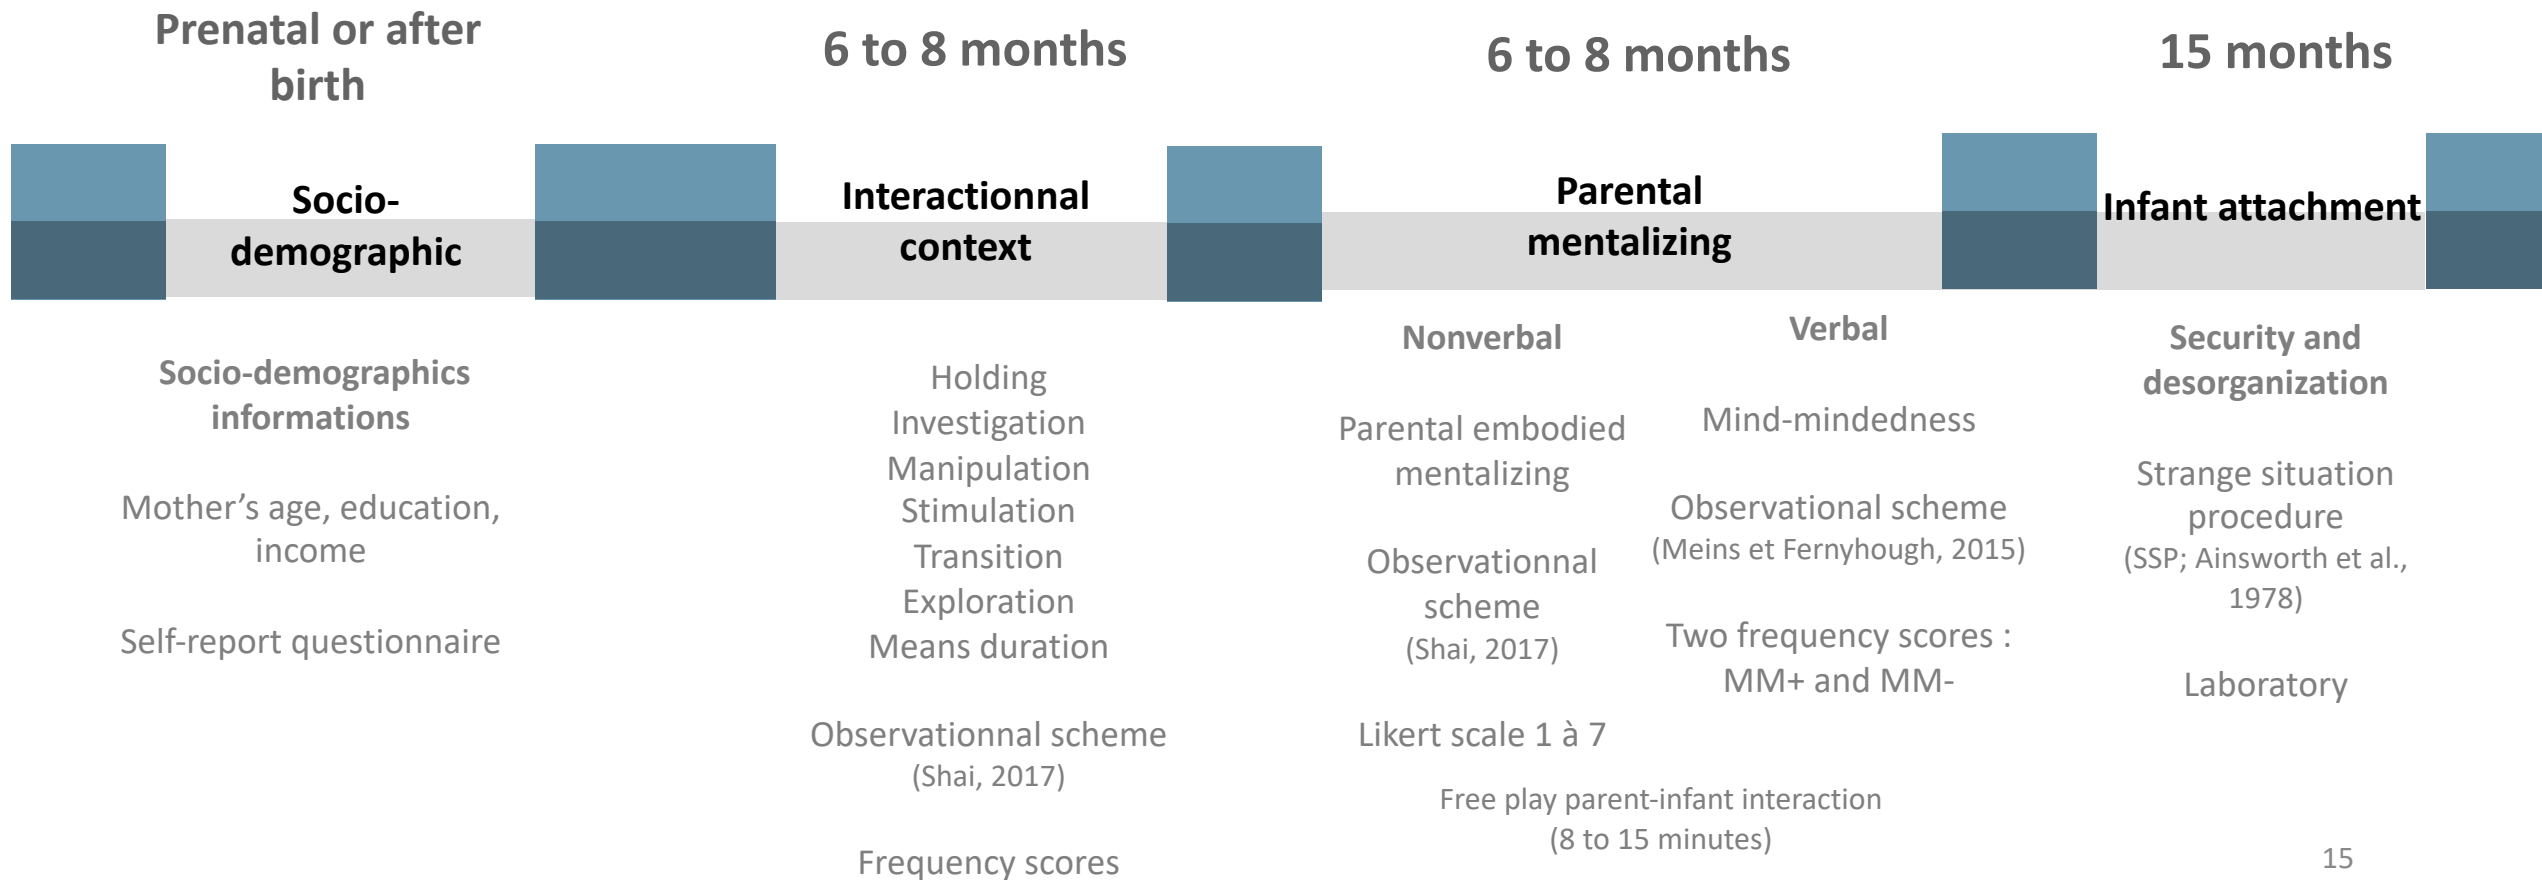 Prenatal or after
birth
6 to 8 months
6 to 8 months
15 months
Socio-
demographic
Interactionnal
context
Parental
mentalizing
Infant attachment
Socio-demographics
informations
Mother’s age, education,
income
Self-report questionnaire
Holding
Investigation
Manipulation
Stimulation
Transition
Exploration
Means duration
Observationnal scheme
(Shai, 2017)
Frequency scores
Nonverbal
Parental embodied
mentalizing
Observationnal
scheme
(Shai, 2017)
Likert scale 1 à 7
Verbal
Mind-mindedness
Observational scheme
(Meins et Fernyhough, 2015)
Two frequency scores :
MM+ and MM-
Free play parent-infant interaction
(8 to 15 minutes)
Security and
desorganization
Strange situation
procedure
(SSP; Ainsworth et al.,
1978)
Laboratory
15